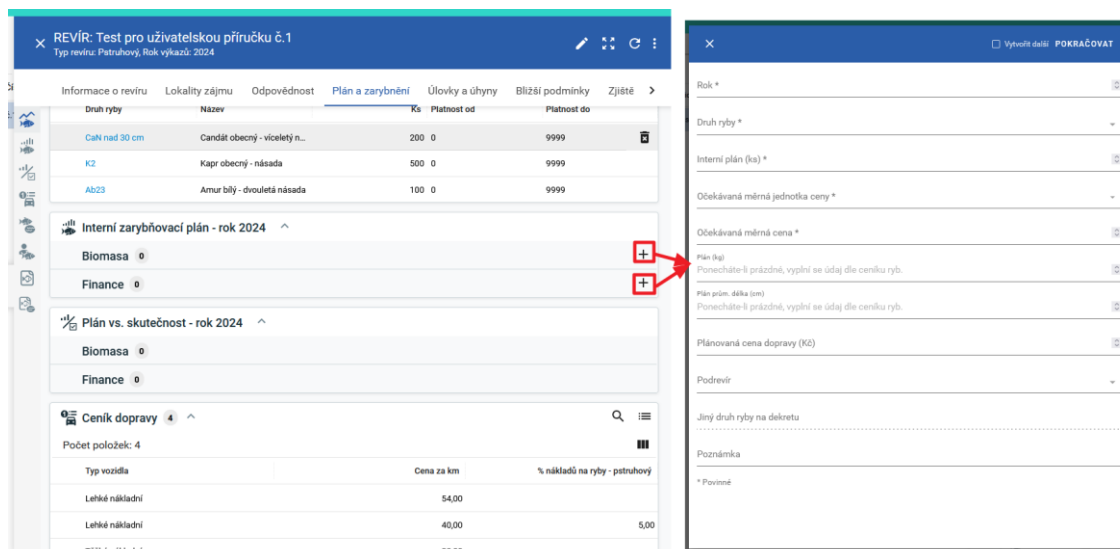 REVÍR: Test pro uživatelskou příručku č.1
Typ revíru: Pstruhový, Rok výkazů: 2024
Informace o revíru Lokality zájmu Odpovědnost Plán a zarybnění Úlovky a úhyny Bližší podmínky Zjiště
Druh ryby Název Ks Platnost od Platnost do
CaN nad 30 cm Candát obecný - víceletý n... 200 0 9999
K2 Kapr obecný - násada 500 0 9999
Ab23 Amur bílý - dvouletá násada 100 0 9999
Interní zarybňovací plán - rok 2024
Biomasa 0
Finance 0
Plán vs. skutečnost - rok 2024
Biomasa 0
Finance 0
Ceník dopravy 4
Počet položek: 4
Typ vozidla Cena za km % nákladů na ryby - pstruhový
Lehké nákladní 54,00
Lehké nákladní 40,00 5,00
Vytvořit další POKRAČOVAT
Rok *
Druh ryby *
Interní plán (ks) *
Očekávaná měrná jednotka ceny *
Očekávaná měrná cena *
Plán (kg)
Ponecháte-li prázdné, vyplní se údaj dle ceníku ryb.
Plán prům. délka (cm)
Ponecháte-li prázdné, vyplní se údaj dle ceníku ryb.
Plánovaná cena dopravy (Kč)
Podrevír
Jiný druh ryby na dekretu
Poznámka
* Povinné